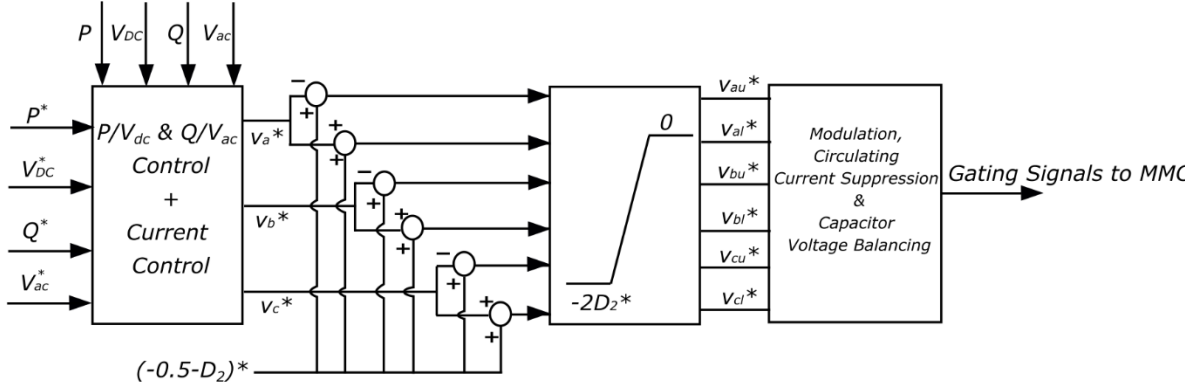 P V_DC Q V_ac
P*
V*_DC
Q*
V*_ac
P/V_dc & Q/V_ac
Control
+
Current
Control
v_a*
v_b*
v_c*
− + + +
− + + +
− + + +
(-0.5-D_2)*
0
-2D_2*
v_au*
v_al*
v_bu*
v_bl*
v_cu*
v_cl*
Modulation,
Circulating
Current Suppression
&
Capacitor
Voltage Balancing
Gating Signals to MMC